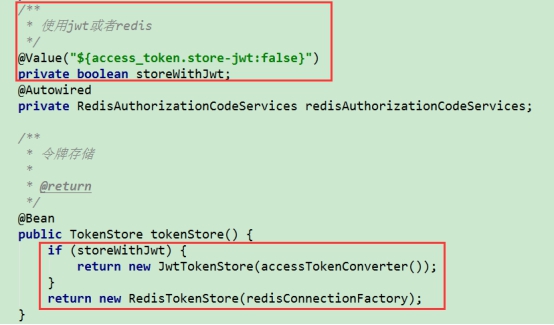 /**
 * 使用jwt或者redis
 */
@Value("${access_token.store-jwt:false}")
private boolean storeWithJwt;
@Autowired
private RedisAuthorizationCodeServices redisAuthorizationCodeServices;
/**
 * 令牌存储
 *
 * @return
 */
@Bean
public TokenStore tokenStore() {
    if (storeWithJwt) {
        return new JwtTokenStore(accessTokenConverter());
    }
    return new RedisTokenStore(redisConnectionFactory);
}